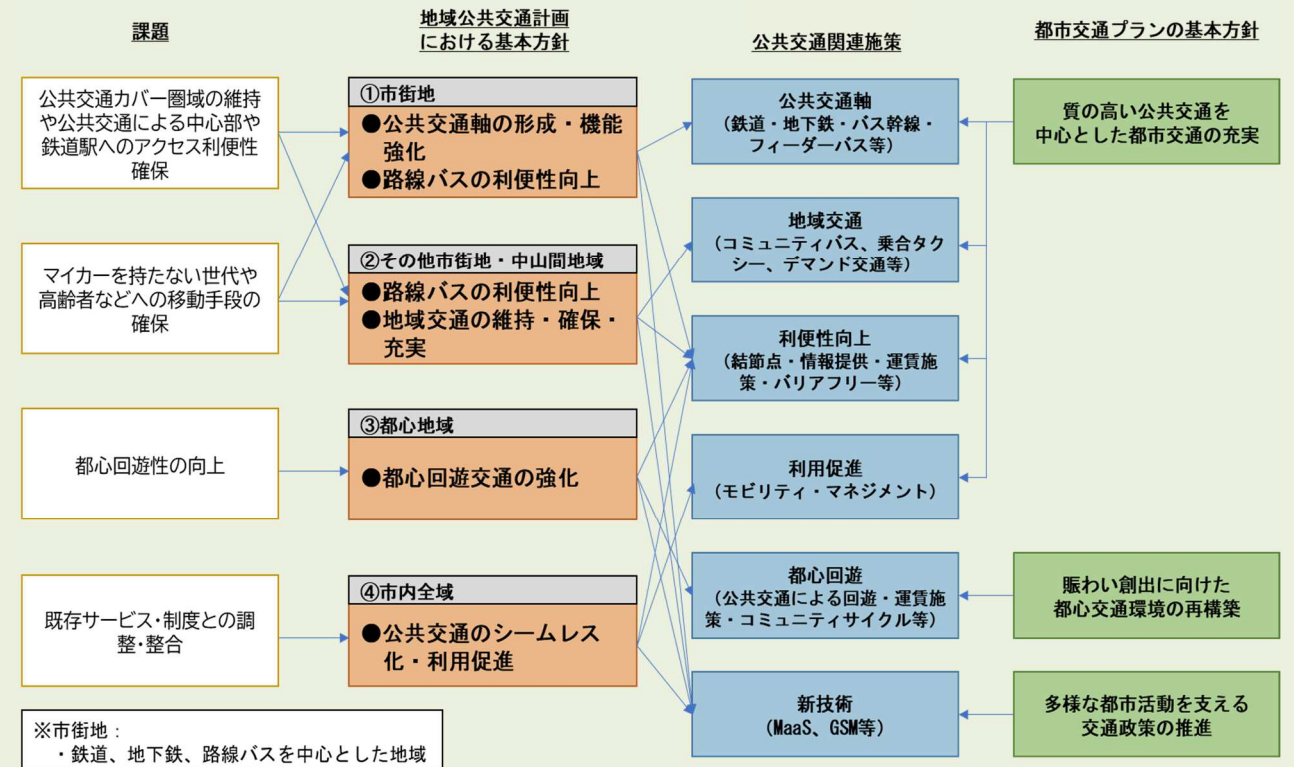 課題
公共交通カバー圏域の維持
や公共交通による中心部や
鉄道駅へのアクセス利便性
確保
マイカーを持たない世代や
高齢者などへの移動手段の
確保
都心回遊性の向上
既存サービス・制度との調
整・整合
※市街地：
・鉄道、地下鉄、路線バスを中心とした地域
地域公共交通計画
における基本方針
①市街地
●公共交通軸の形成・機能
強化
●路線バスの利便性向上
②その他市街地・中山間地域
●路線バスの利便性向上
●地域交通の維持・確保・
充実
③都心地域
●都心回遊交通の強化
④市内全域
●公共交通のシームレス
化・利用促進
公共交通関連施策
公共交通軸
（鉄道・地下鉄・バス幹線・
フィーダーバス等）
地域交通
（コミュニティバス、乗合タク
シー、デマンド交通等）
利便性向上
（結節点・情報提供・運賃施
策・バリアフリー等）
利用促進
（モビリティ・マネジメント）
都心回遊
（公共交通による回遊・運賃施
策・コミュニティサイクル等）
新技術
（MaaS、GSM等）
都市交通プランの基本方針
質の高い公共交通を
中心とした都市交通の充実
賑わい創出に向けた
都心交通環境の再構築
多様な都市活動を支える
交通政策の推進